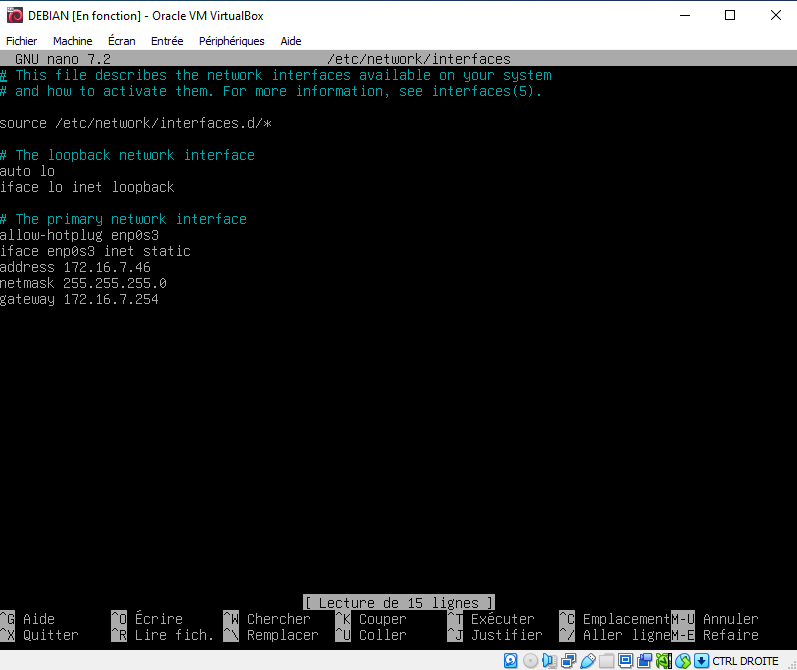 DEBIAN [En fonction] - Oracle VM VirtualBox
Fichier Machine Écran Entrée Périphériques Aide
GNU nano 7.2 /etc/network/interfaces
# This file describes the network interfaces available on your system
# and how to activate them. For more information, see interfaces(5).
source /etc/network/interfaces.d/*
# The loopback network interface
auto lo
iface lo inet loopback
# The primary network interface
allow-hotplug enp0s3
iface enp0s3 inet static
address 172.16.7.46
netmask 255.255.255.0
gateway 172.16.7.254
[ Lecture de 15 lignes ]
^G Aide ^O Écrire ^W Chercher ^K Couper ^T Exécuter ^C Emplacement M-U Annuler
^X Quitter ^R Lire fich. ^\ Remplacer ^U Coller ^J Justifier ^/ Aller ligne M-E Refaire
CTRL DROITE